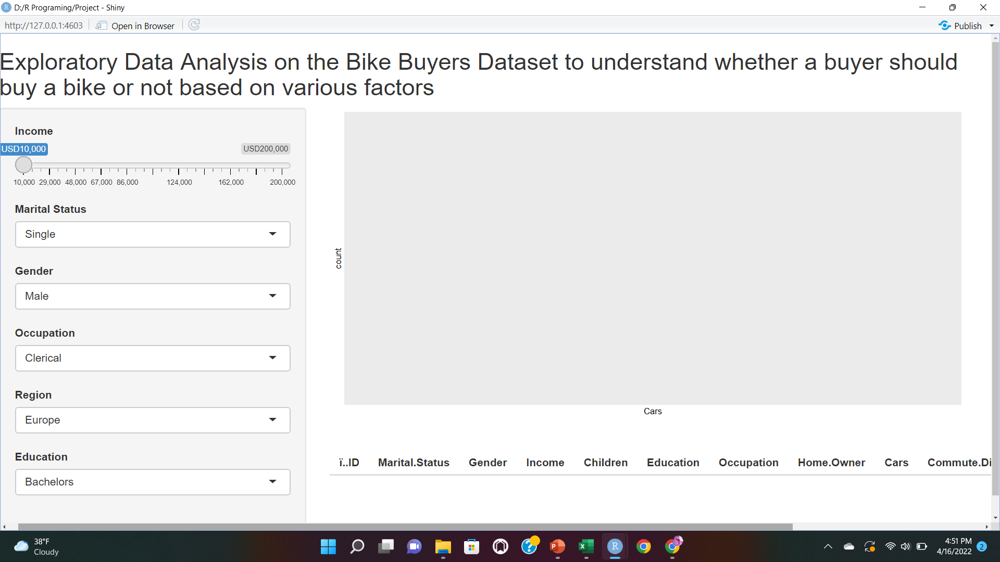 D:/R Programing/Project - Shiny
http://127.0.0.1:4603
Open in Browser
Publish
Exploratory Data Analysis on the Bike Buyers Dataset to understand whether a buyer should
buy a bike or not based on various factors
Income
USD10,000
USD200,000
10,000 29,000 48,000 67,000 86,000 124,000 162,000 200,000
Marital Status
Single
Gender
Male
Occupation
Clerical
Region
Europe
Education
Bachelors
count
Cars
ï..ID Marital.Status Gender Income Children Education Occupation Home.Owner Cars Commute.Di
38°F
Cloudy
4:51 PM
4/16/2022
2